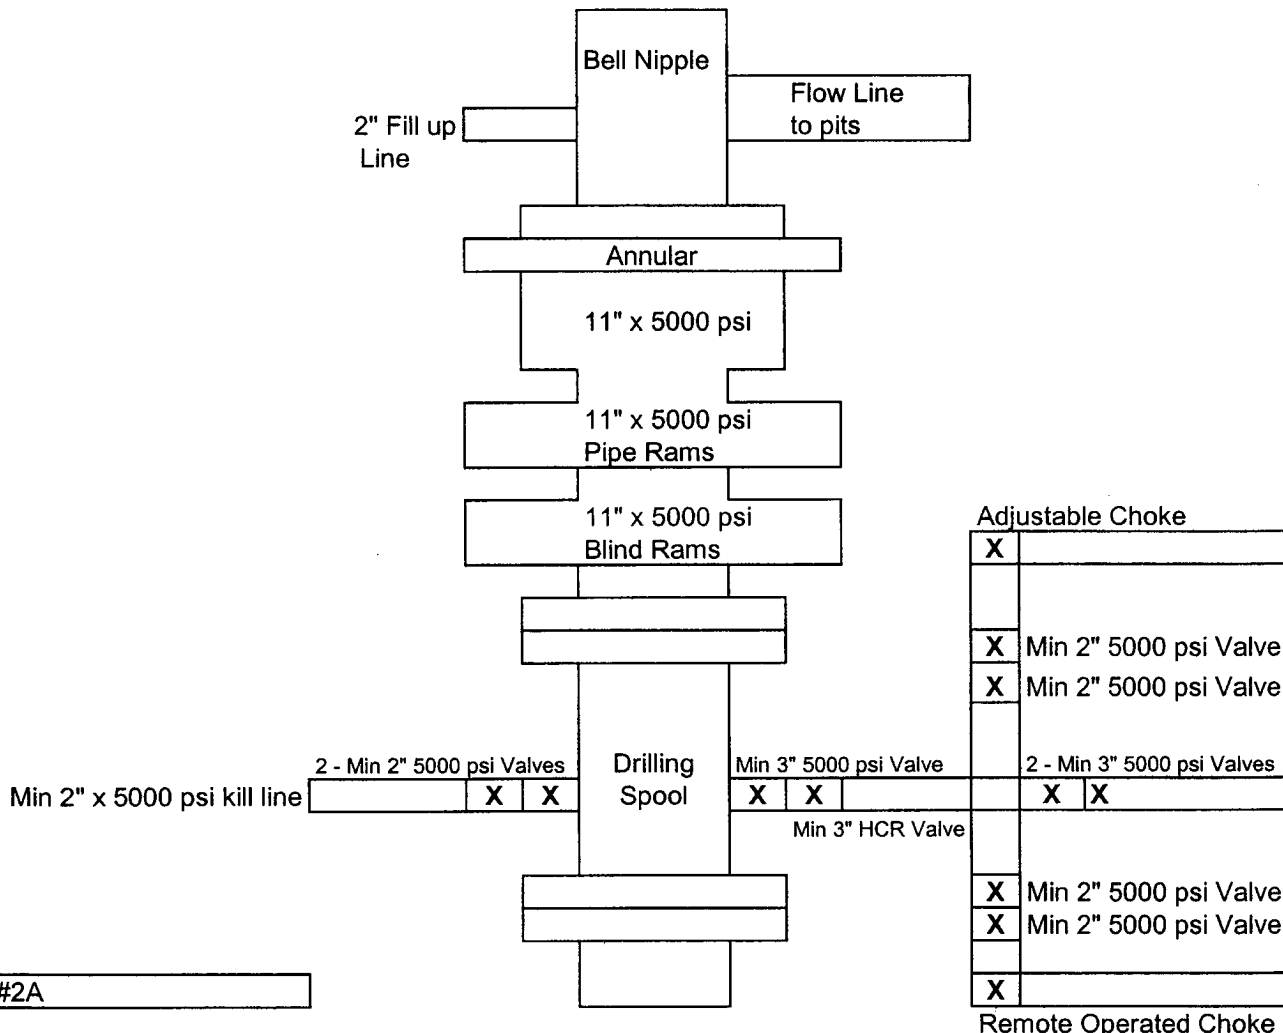 Bell Nipple
Flow Line
to pits
2" Fill up
Line
Annular
11" x 5000 psi
11" x 5000 psi
Pipe Rams
11" x 5000 psi
Blind Rams
Adjustable Choke
X
X Min 2" 5000 psi Valve
X Min 2" 5000 psi Valve
2 - Min 2" 5000 psi Valves
Drilling
Spool
Min 3" 5000 psi Valve
2 - Min 3" 5000 psi Valves
Min 2" x 5000 psi kill line
X X
X X
X X
Min 3" HCR Valve
X Min 2" 5000 psi Valve
X Min 2" 5000 psi Valve
#2A
X
Remote Operated Choke